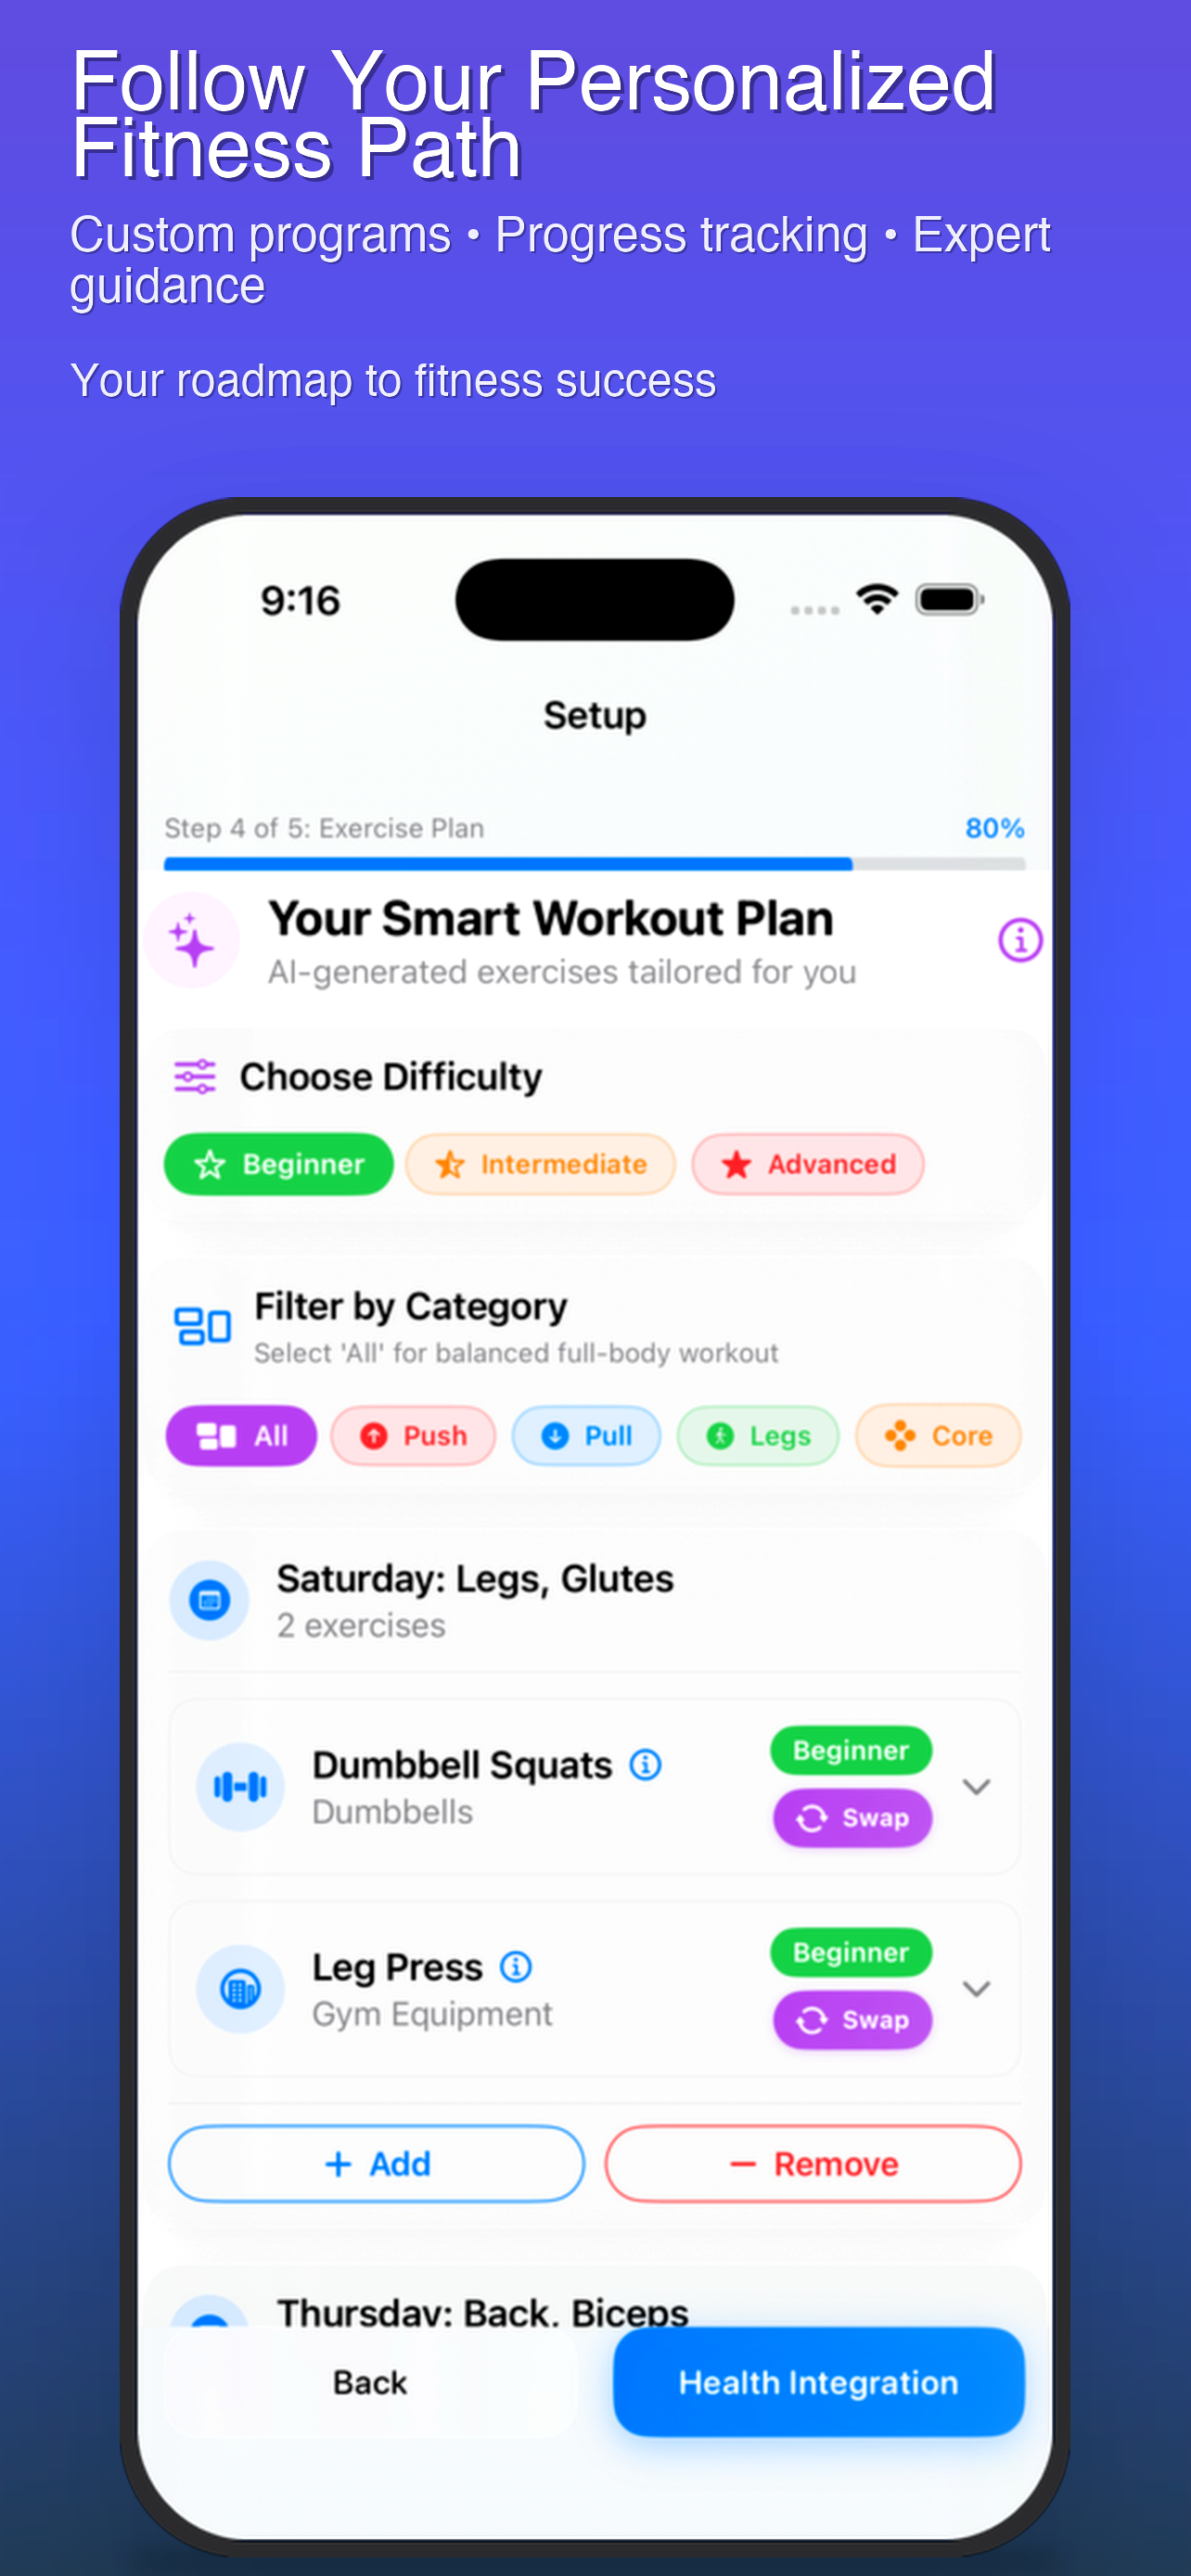 Follow Your Personalized
Fitness Path
Custom programs • Progress tracking • Expert
guidance
Your roadmap to fitness success
9:16
Setup
Step 4 of 5: Exercise Plan 80%
Your Smart Workout Plan
AI-generated exercises tailored for you
Choose Difficulty
Beginner Intermediate Advanced
Filter by Category
Select 'All' for balanced full-body workout
All Push Pull Legs Core
Saturday: Legs, Glutes
2 exercises
Dumbbell Squats
Dumbbells
Beginner
Swap
Leg Press
Gym Equipment
Beginner
Swap
+ Add − Remove
Thursday: Back, Biceps
Back Health Integration